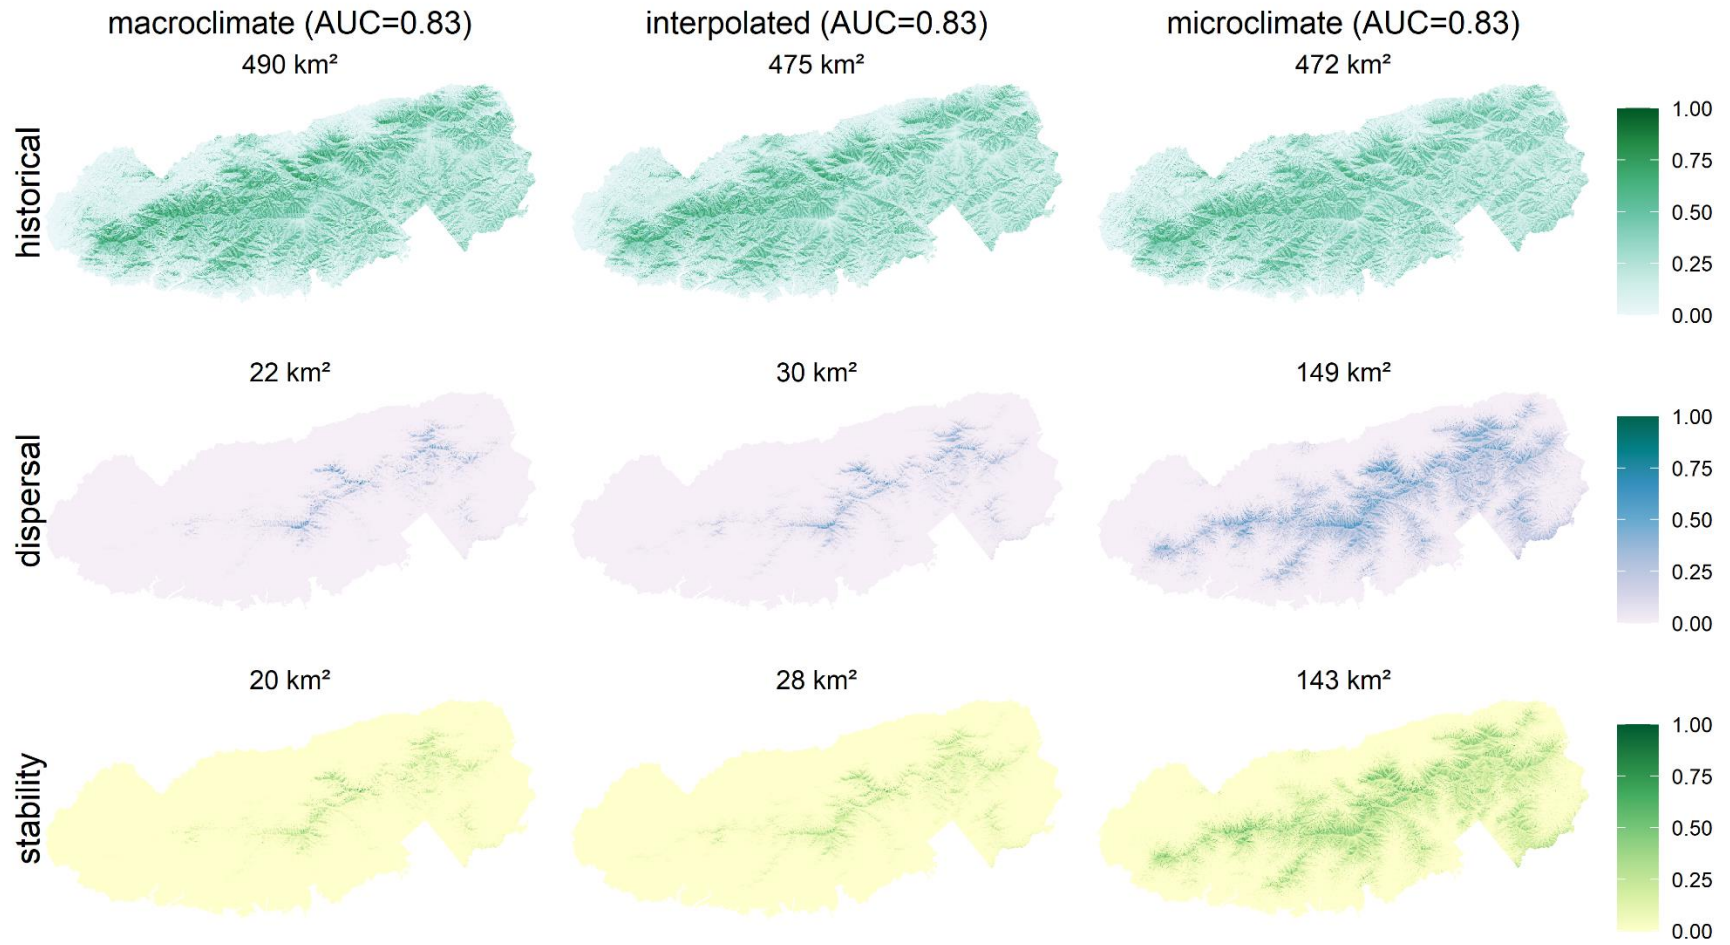 macroclimate (AUC=0.83) interpolated (AUC=0.83) microclimate (AUC=0.83)
490 km² 475 km² 472 km²
historical
1.00
0.75
0.50
0.25
0.00
22 km² 30 km² 149 km²
dispersal
1.00
0.75
0.50
0.25
0.00
20 km² 28 km² 143 km²
stability
1.00
0.75
0.50
0.25
0.00